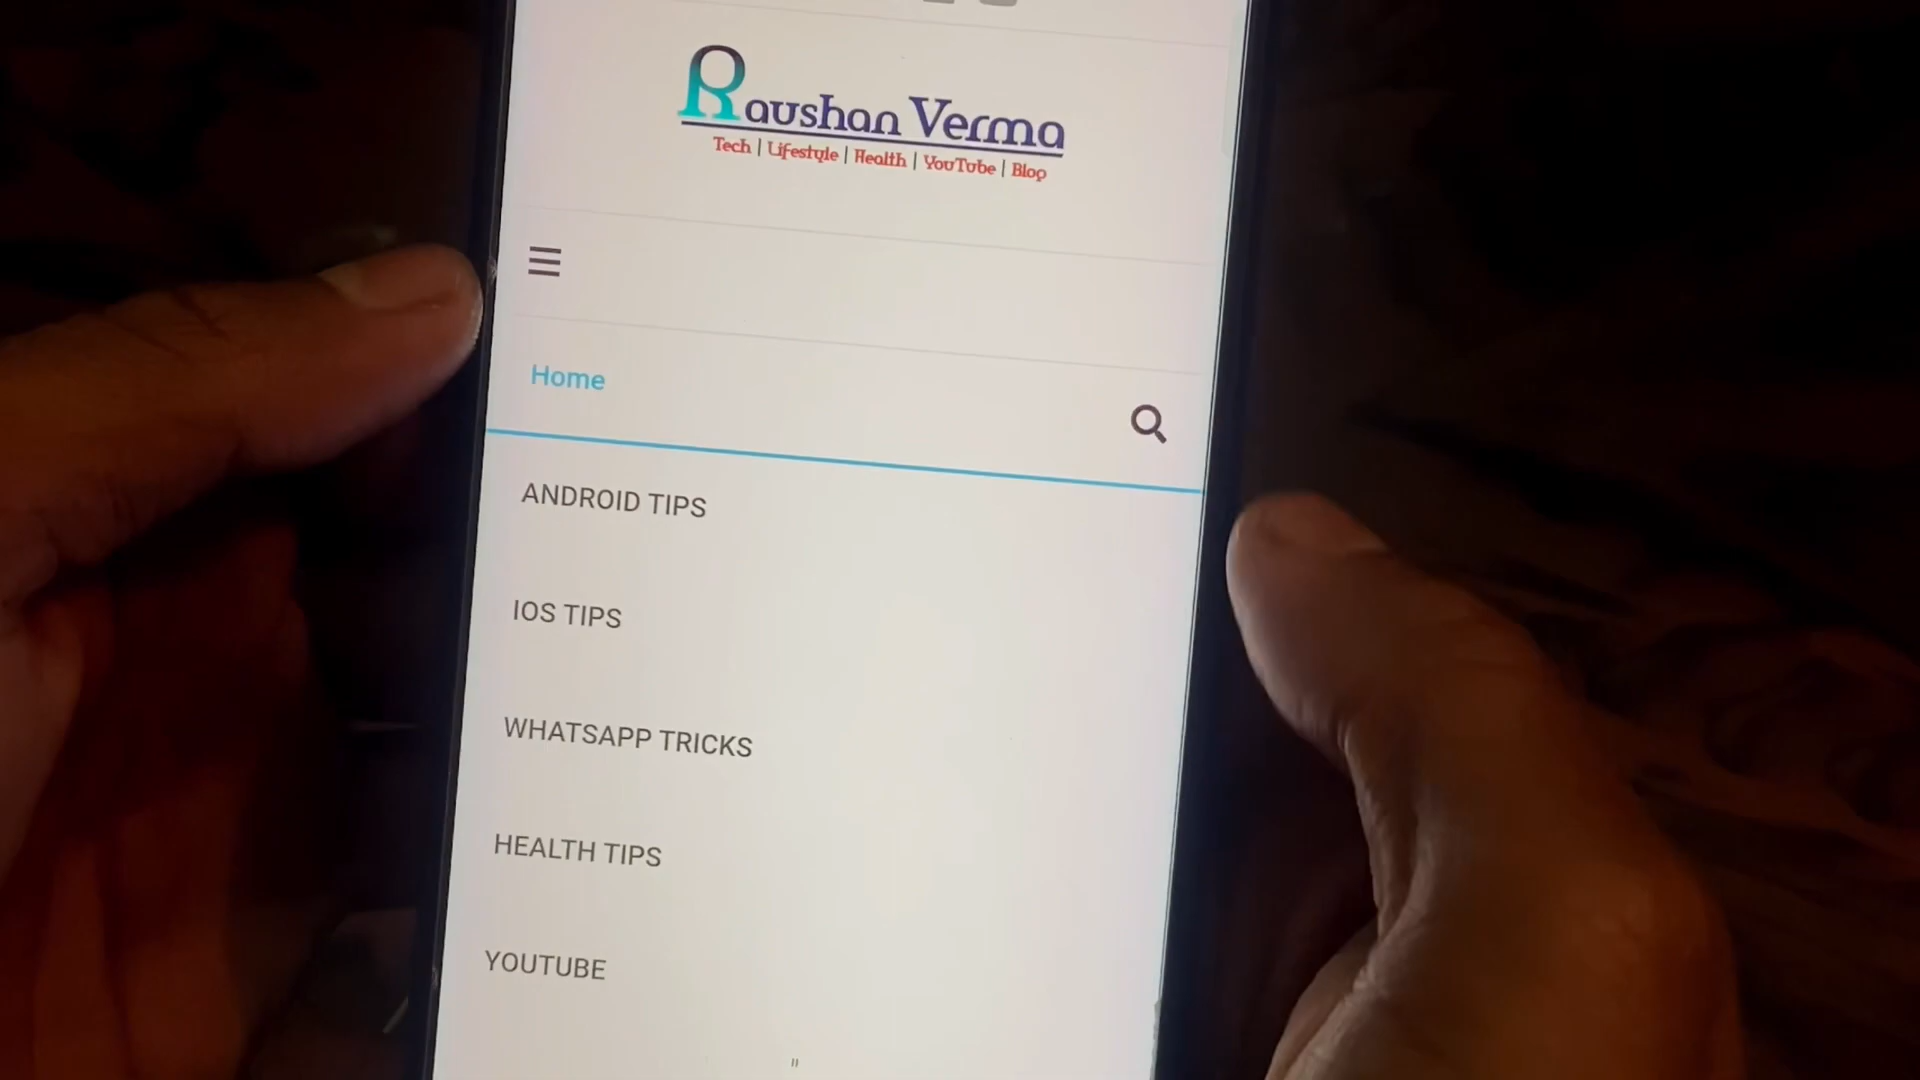 Raushan Verma
Tech | Lifestyle | Health | YouTube | Blog
Home
ANDROID TIPS
IOS TIPS
WHATSAPP TRICKS
HEALTH TIPS
YOUTUBE